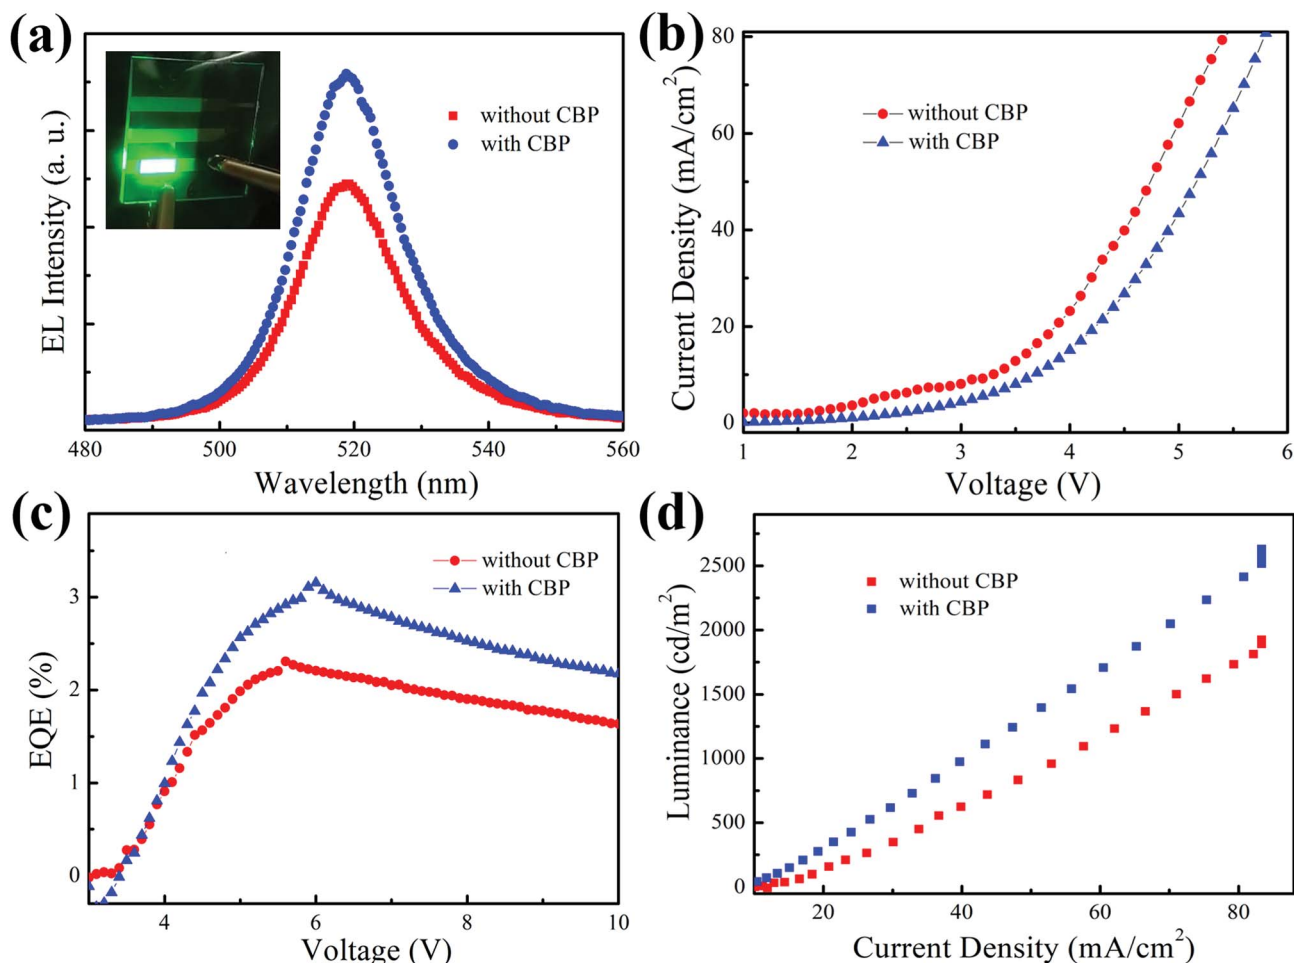 (a)
EL Intensity (a. u.)
without CBP
with CBP
480 500 520 540 560
Wavelength (nm)
(b)
Current Density (mA/cm²)
80
60
40
20
0
without CBP
with CBP
1 2 3 4 5 6
Voltage (V)
(c)
EQE (%)
3
2
1
0
without CBP
with CBP
4 6 8 10
Voltage (V)
(d)
Luminance (cd/m²)
2500
2000
1500
1000
500
0
without CBP
with CBP
20 40 60 80
Current Density (mA/cm²)